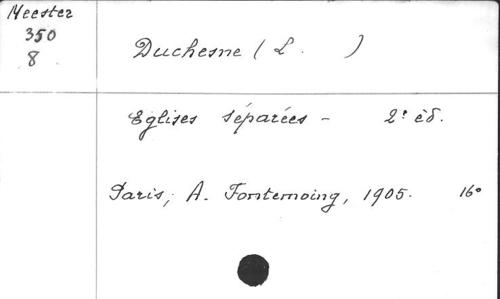 Meester
350
8
Duchesne (L. )
Eglises séparées - 2e éd.
Paris, A. Fontemoing, 1905. 16°